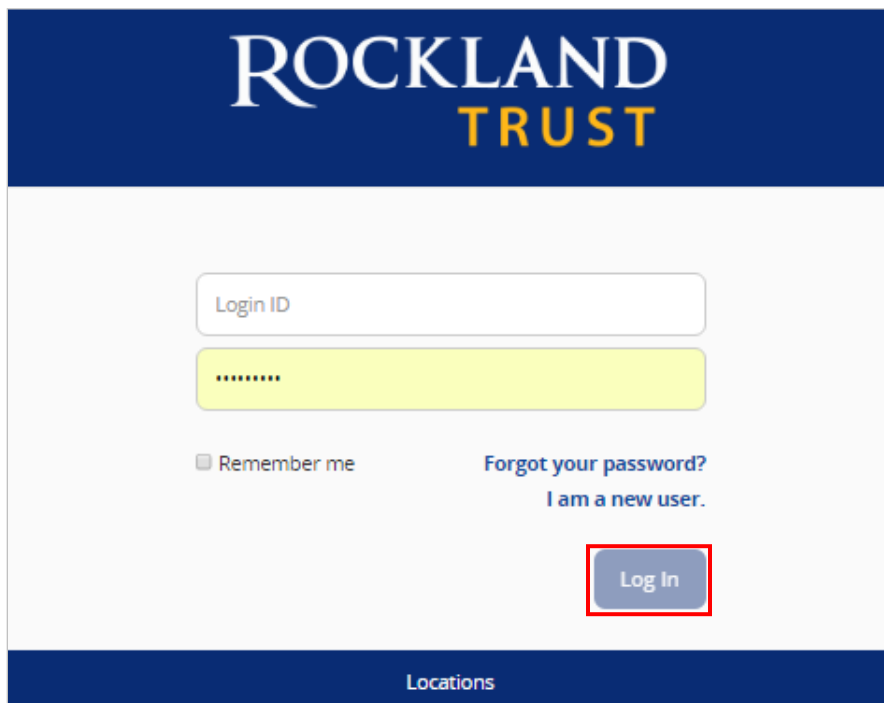 ROCKLAND
TRUST
Login ID
•••••••••
Remember me
Forgot your password?
I am a new user.
Log In
Locations